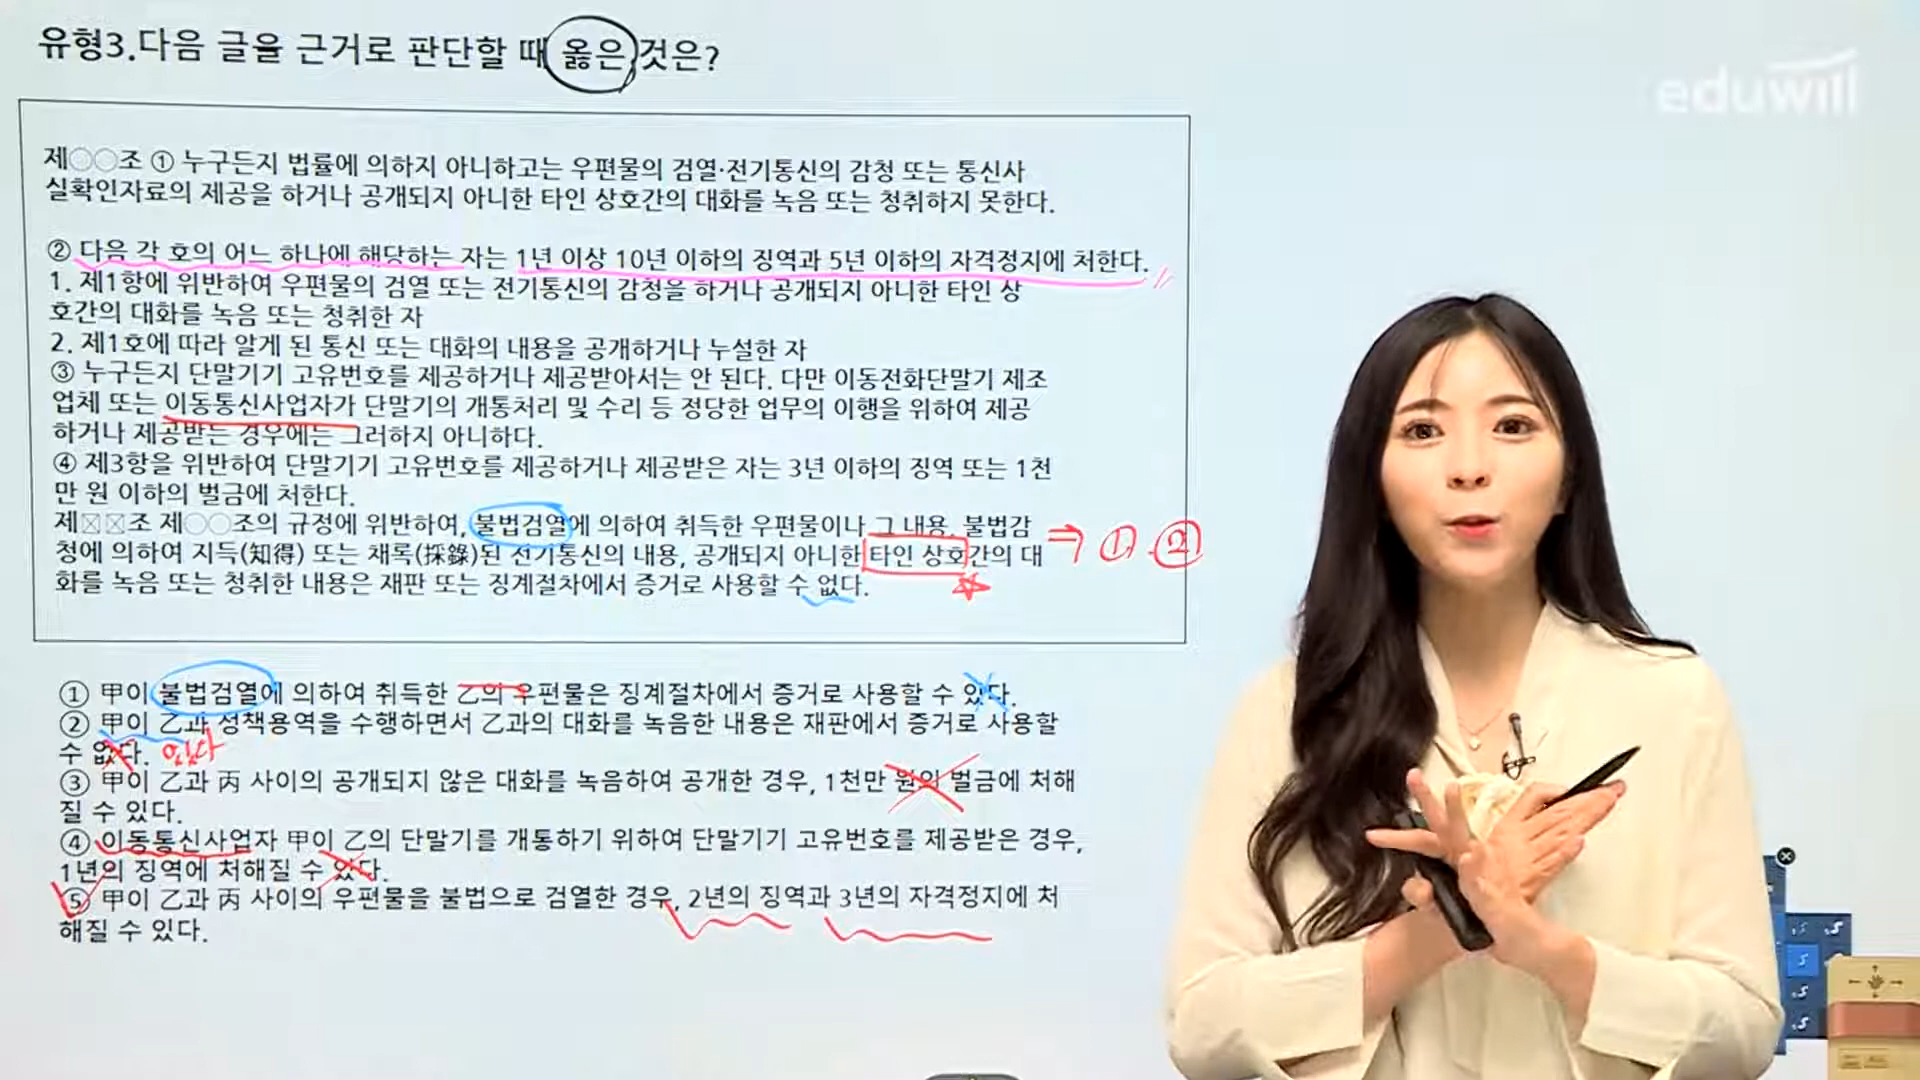 유형3.다음 글을 근거로 판단할 때 옳은 것은?
eduwill
제○○조 ① 누구든지 법률에 의하지 아니하고는 우편물의 검열·전기통신의 감청 또는 통신사
실확인자료의 제공을 하거나 공개되지 아니한 타인 상호간의 대화를 녹음 또는 청취하지 못한다.
② 다음 각 호의 어느 하나에 해당하는 자는 1년 이상 10년 이하의 징역과 5년 이하의 자격정지에 처한다.
1. 제1항에 위반하여 우편물의 검열 또는 전기통신의 감청을 하거나 공개되지 아니한 타인 상
호간의 대화를 녹음 또는 청취한 자
2. 제1호에 따라 알게 된 통신 또는 대화의 내용을 공개하거나 누설한 자
③ 누구든지 단말기기 고유번호를 제공하거나 제공받아서는 안 된다. 다만 이동전화단말기 제조
업체 또는 이동통신사업자가 단말기의 개통처리 및 수리 등 정당한 업무의 이행을 위하여 제공
하거나 제공받는 경우에는 그러하지 아니하다.
④ 제3항을 위반하여 단말기기 고유번호를 제공하거나 제공받은 자는 3년 이하의 징역 또는 1천
만 원 이하의 벌금에 처한다.
제☒☒조 제○○조의 규정에 위반하여, 불법검열에 의하여 취득한 우편물이나 그 내용, 불법감
청에 의하여 지득(知得) 또는 채록(採錄)된 전기통신의 내용, 공개되지 아니한 타인 상호간의 대
화를 녹음 또는 청취한 내용은 재판 또는 징계절차에서 증거로 사용할 수 없다.
⇒ ①.②
① 甲이 불법검열에 의하여 취득한 乙의 우편물은 징계절차에서 증거로 사용할 수 있다.
② 甲이 乙과 정책용역을 수행하면서 乙과의 대화를 녹음한 내용은 재판에서 증거로 사용할
수 없다. 있다
③ 甲이 乙과 丙 사이의 공개되지 않은 대화를 녹음하여 공개한 경우, 1천만 원의 벌금에 처해
질 수 있다.
④ 이동통신사업자 甲이 乙의 단말기를 개통하기 위하여 단말기기 고유번호를 제공받은 경우,
1년의 징역에 처해질 수 있다.
⑤ 甲이 乙과 丙 사이의 우편물을 불법으로 검열한 경우, 2년의 징역과 3년의 자격정지에 처
해질 수 있다.